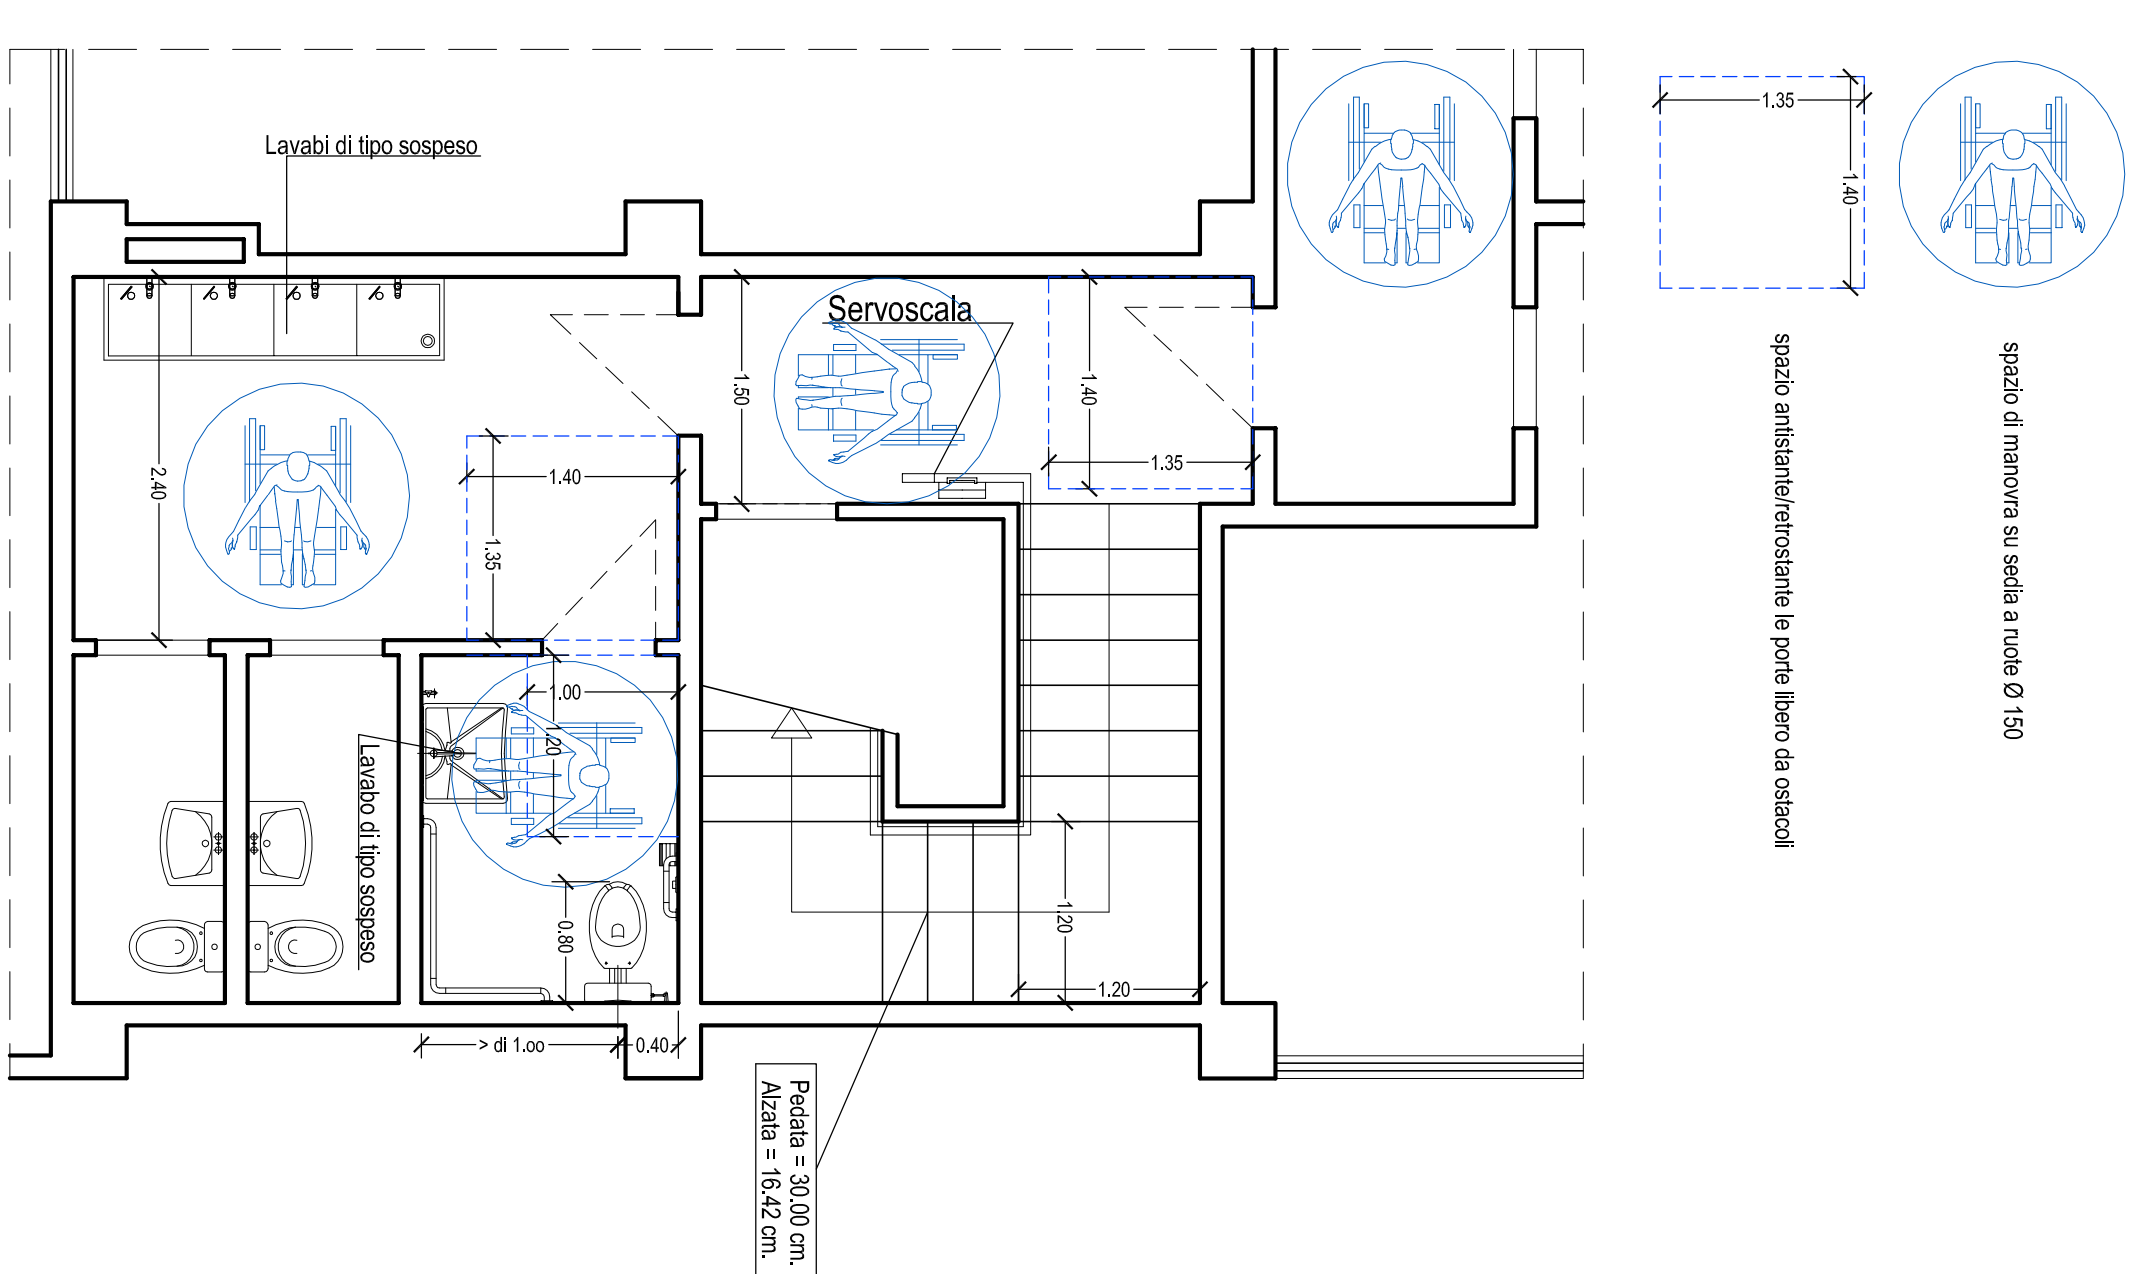 1.35
1.40
Lavabi di tipo sospeso
Servoscala
1.50
1.40
1.35
2.40
1.40
1.35
1.00
1.20
Lavabo di tipo sospeso
0.80
1.20
1.20
> di 1.oo
0.40
Pedata = 30.00 cm.
Alzata = 16.42 cm.
spazio antistante/retrostante le porte libero da ostacoli
spazio di manovra su sedia a ruote Ø 150